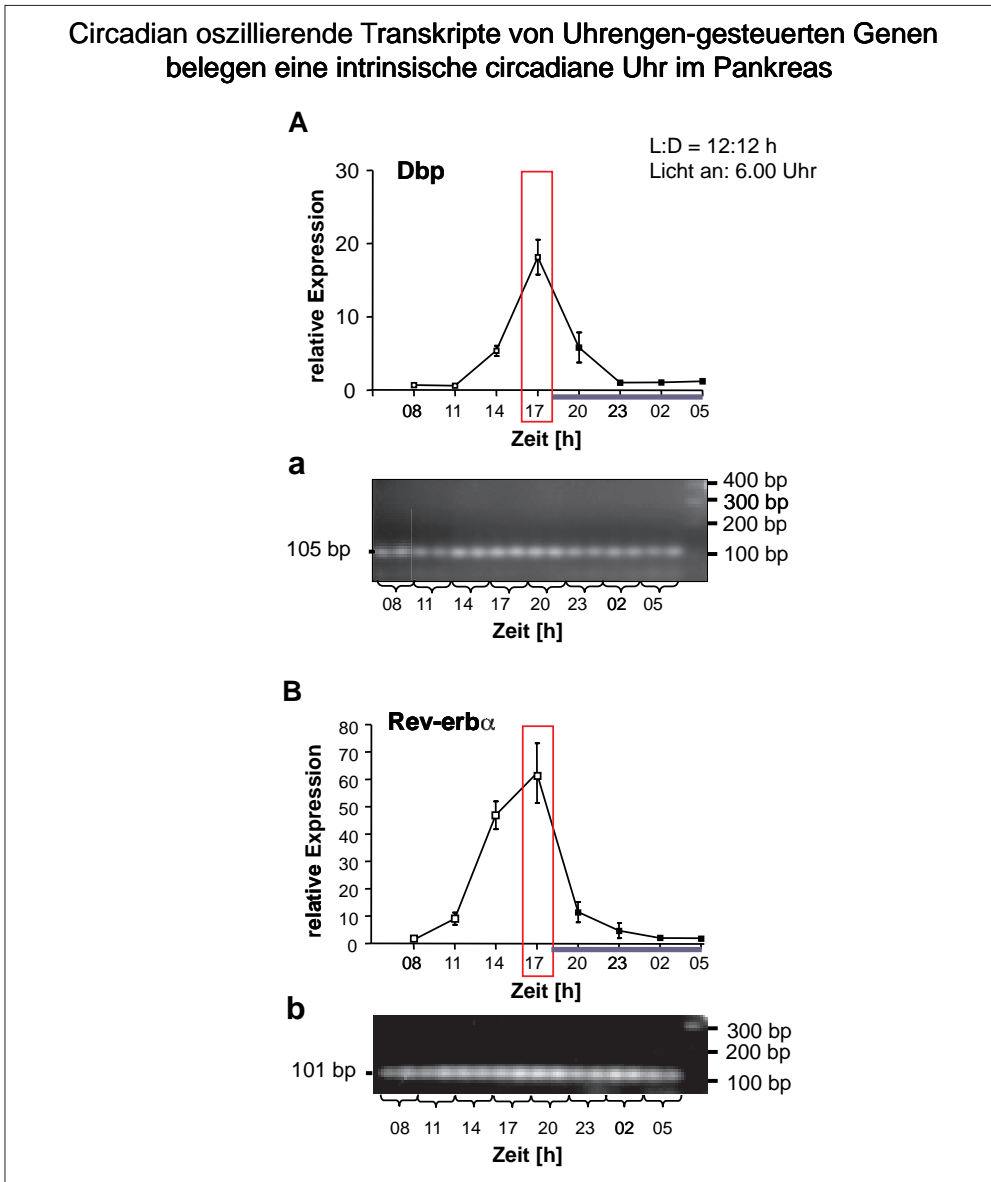 Circadian oszillierende Transkripte von Uhrengen-gesteuerten Genen
belegen eine intrinsische circadiane Uhr im Pankreas
A
L:D = 12:12 h
Licht an: 6.00 Uhr
Dbp
relative Expression
30
20
10
0
08 11 14 17 20 23 02 05
Zeit [h]
a
105 bp
400 bp
300 bp
200 bp
100 bp
08 11 14 17 20 23 02 05
Zeit [h]
B
Rev-erbα
relative Expression
80
70
60
50
40
30
20
10
0
08 11 14 17 20 23 02 05
Zeit [h]
b
101 bp
300 bp
200 bp
100 bp
08 11 14 17 20 23 02 05
Zeit [h]